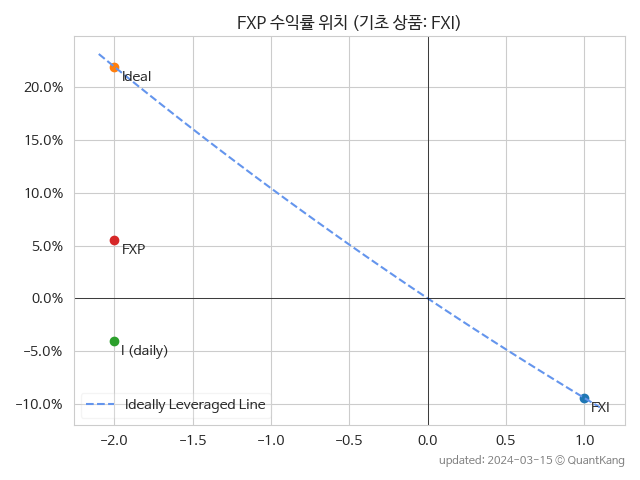 FXP 수익률 위치 (기초 상품: FXI)
20.0%
15.0%
10.0%
5.0%
0.0%
−5.0%
−10.0%
Ideal
FXP
I (daily)
FXI
Ideally Leveraged Line
−2.0 −1.5 −1.0 −0.5 0.0 0.5 1.0
updated: 2024-03-15 © QuantKang